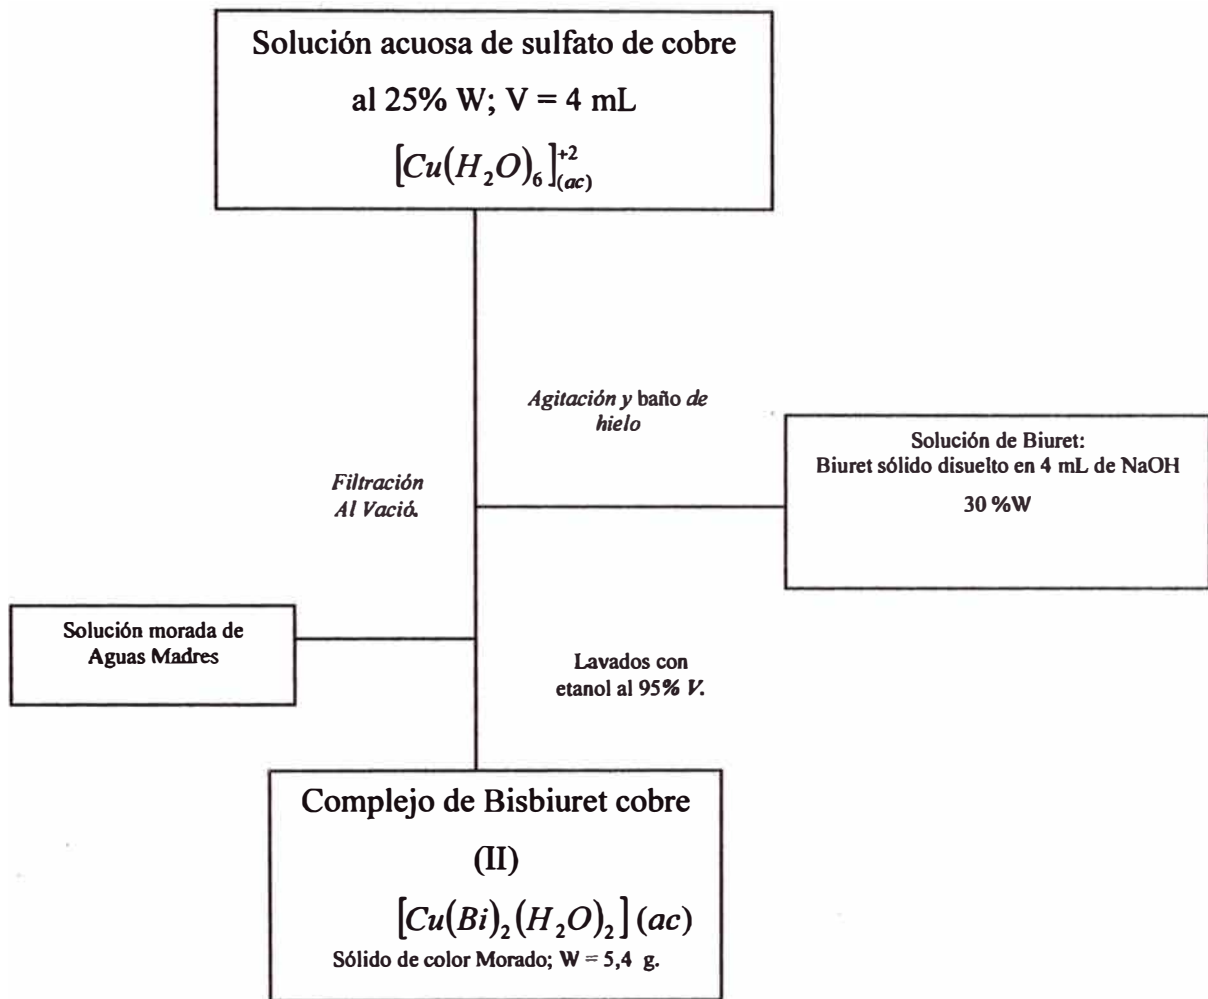 Solución acuosa de sulfato de cobre
al 25% W; V = 4 mL
[Cu(H₂O)₆]⁺²₍ac₎
Agitación y baño de
hielo
Solución de Biuret:
Biuret sólido disuelto en 4 mL de NaOH
30 %W
Filtración
Al Vació.
Solución morada de
Aguas Madres
Lavados con
etanol al 95% V.
Complejo de Bisbiuret cobre
(II)
[Cu(Bi)₂(H₂O)₂] (ac)
Sólido de color Morado; W = 5,4 g.